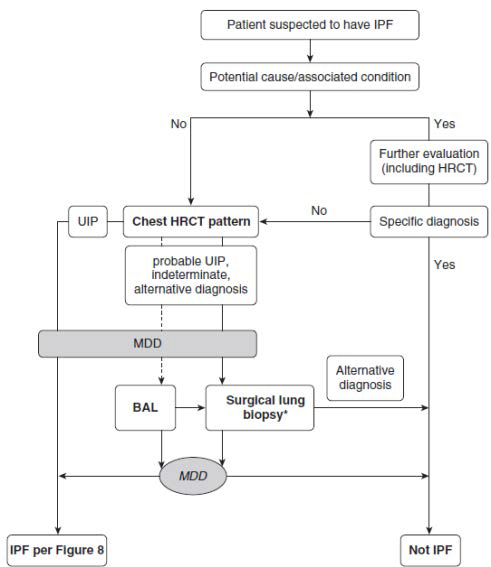 Patient suspected to have IPF
Potential cause/associated condition
No
Yes
Further evaluation
(including HRCT)
UIP
Chest HRCT pattern
No
Specific diagnosis
probable UIP,
indeterminate,
alternative diagnosis
Yes
MDD
Alternative
diagnosis
BAL
Surgical lung
biopsy*
MDD
IPF per Figure 8
Not IPF